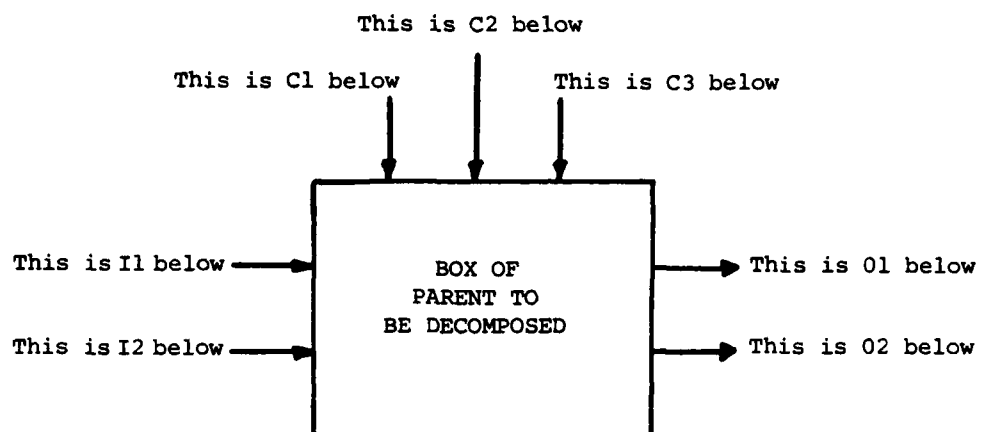 This is C2 below
This is C1 below
This is C3 below
This is I1 below
BOX OF
PARENT TO
BE DECOMPOSED
This is O1 below
This is I2 below
This is O2 below